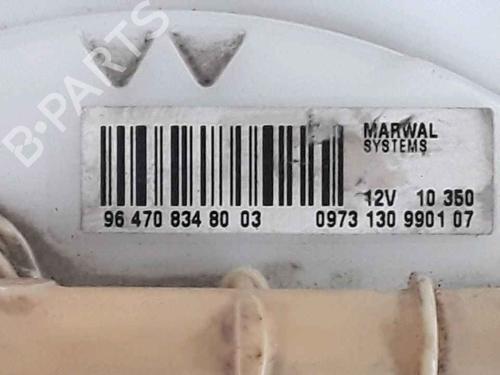 B-PARTS
MARWAL
SYSTEMS
12V 10 350
96 470 834 80 03
0973 130 9901 07